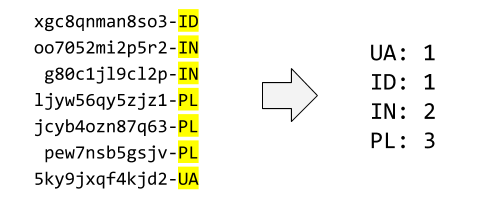 xgc8qnman8so3-ID
oo7052mi2p5r2-IN
g80c1jl9cl2p-IN
ljyw56qy5zjz1-PL
jcyb4ozn87q63-PL
pew7nsb5gsjv-PL
5ky9jxqf4kjd2-UA
UA: 1
ID: 1
IN: 2
PL: 3